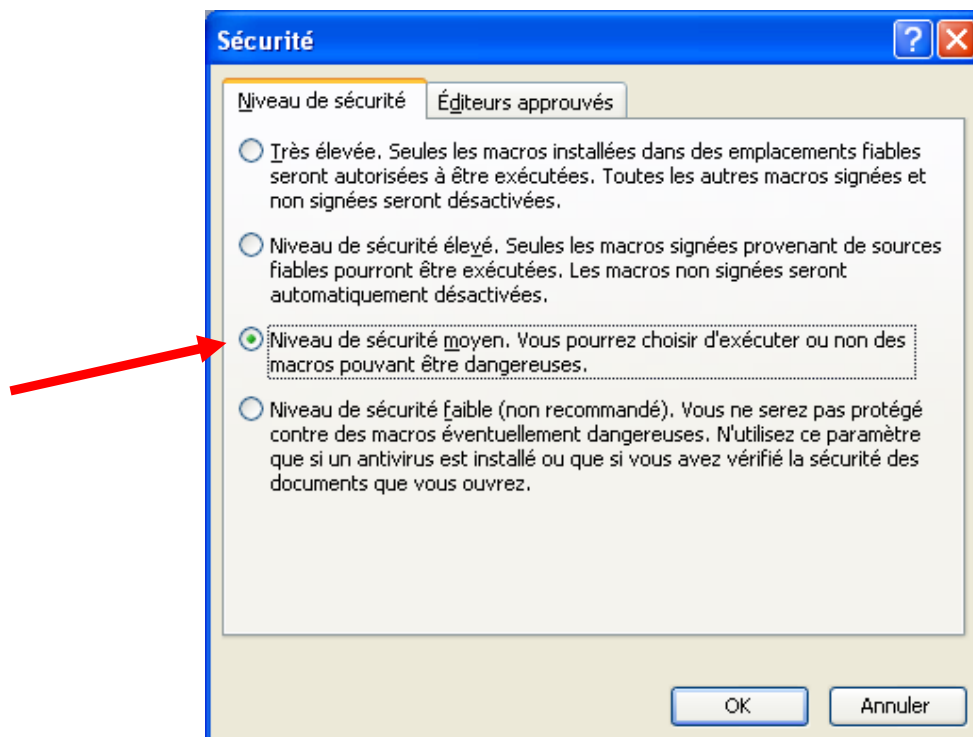 Sécurité
?
Niveau de sécurité
Éditeurs approuvés
Très élevée. Seules les macros installées dans des emplacements fiables
seront autorisées à être exécutées. Toutes les autres macros signées et
non signées seront désactivées.
Niveau de sécurité élevé. Seules les macros signées provenant de sources
fiables pourront être exécutées. Les macros non signées seront
automatiquement désactivées.
Niveau de sécurité moyen. Vous pourrez choisir d'exécuter ou non des
macros pouvant être dangereuses.
Niveau de sécurité faible (non recommandé). Vous ne serez pas protégé
contre des macros éventuellement dangereuses. N'utilisez ce paramètre
que si un antivirus est installé ou que si vous avez vérifié la sécurité des
documents que vous ouvrez.
OK
Annuler